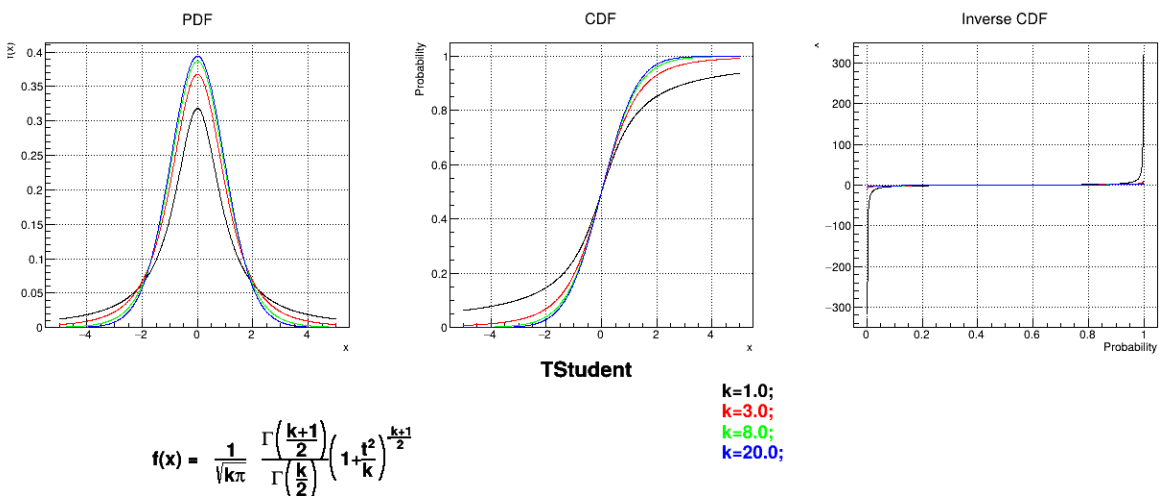 PDF
f(x)
0.4
0.35
0.3
0.25
0.2
0.15
0.1
0.05
0
−4
−2
0
2
4
x
CDF
Probability
1
0.8
0.6
0.4
0.2
0
−4
−2
0
2
4
x
Inverse CDF
300
200
100
0
−100
−200
−300
0
0.2
0.4
0.6
0.8
1
Probability
TStudent
k=1.0;
k=3.0;
k=8.0;
k=20.0;
f(x) = 1/√kπ Γ(k+1/2)/Γ(k/2) (1+t²/k)^k+1/2